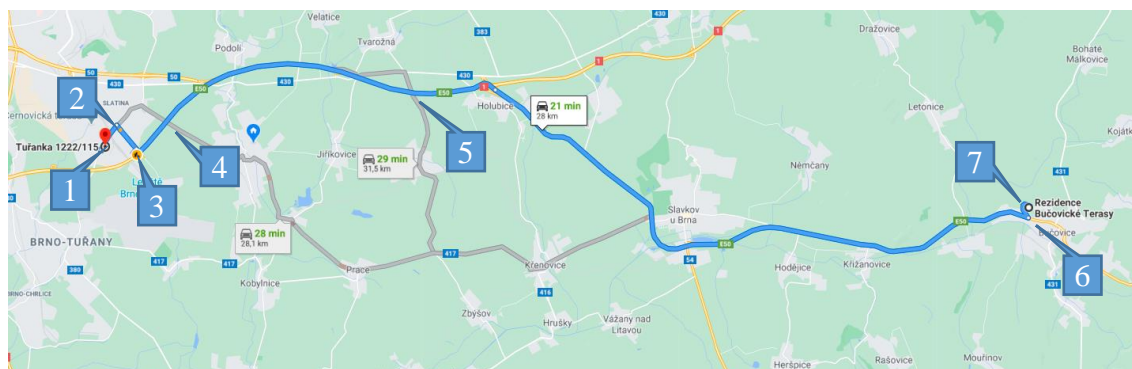 Velatice
Tvarožná
Podolí
430
383
1
430
1
Dražovice
Bohaté
Málkovice
431
50
430
50
430
E50
SLATINA
2
Tuřanka 1222/115
1
3
4
Jiříkovice
E50
1
Holubice
5
21 min
28 km
29 min
31,5 km
28 min
28,1 km
Letonice
Němčany
7
Rezidence
Bučovické Terasy
Bučovice
6
431
BRNO-TUŘANY
380
417
417
Kobylnice
Prace
417
Křenovice
416
Slavkov
u Brna
E50
54
E50
Hodějice
Křižanovice
Zbýšov
Hrušky
Vážany nad
Litavou
Heršpice
Rašovice
Mouřínov